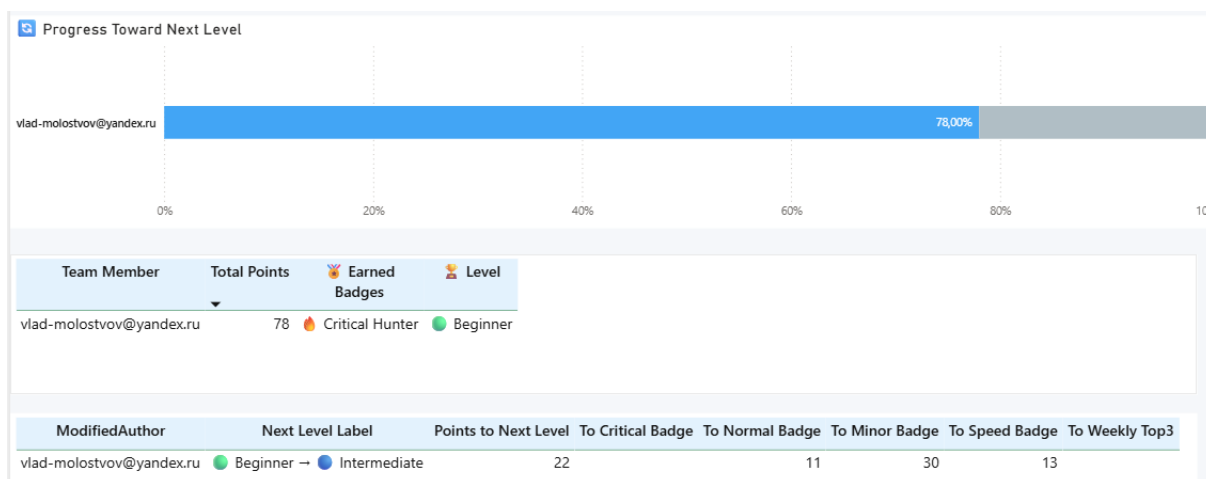 Progress Toward Next Level
vlad-molostvov@yandex.ru
78,00%
0% 20% 40% 60% 80%
Team Member Total Points Earned Badges Level
vlad-molostvov@yandex.ru 78 Critical Hunter Beginner
ModifiedAuthor Next Level Label Points to Next Level To Critical Badge To Normal Badge To Minor Badge To Speed Badge To Weekly Top3
vlad-molostvov@yandex.ru Beginner → Intermediate 22 11 30 13